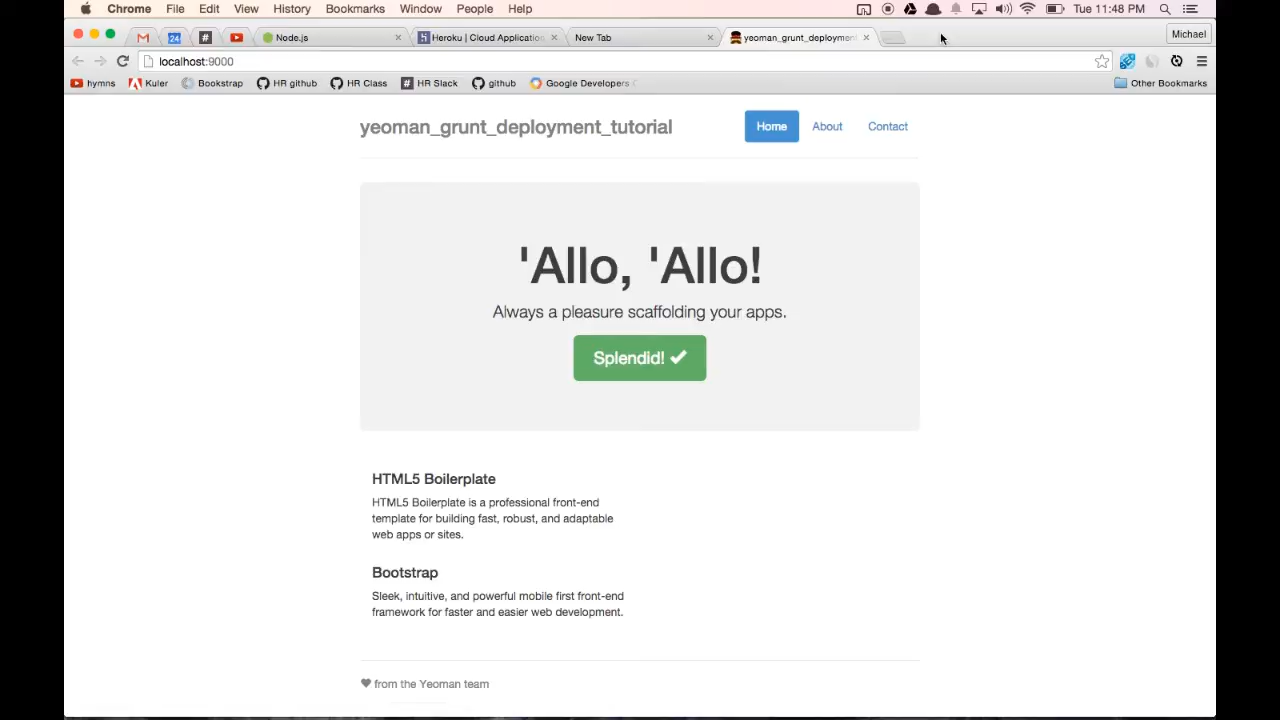 Chrome File Edit View History Bookmarks Window People Help Tue 11:48 PM
24 # Node.js Heroku | Cloud Application New Tab yeoman_grunt_deployment Michael
localhost:9000
hymns Kuler Bookstrap HR github HR Class # HR Slack github Google Developers Other Bookmarks
yeoman_grunt_deployment_tutorial Home About Contact
'Allo, 'Allo!
Always a pleasure scaffolding your apps.
Splendid!
HTML5 Boilerplate
HTML5 Boilerplate is a professional front-end
template for building fast, robust, and adaptable
web apps or sites.
Bootstrap
Sleek, intuitive, and powerful mobile first front-end
framework for faster and easier web development.
from the Yeoman team